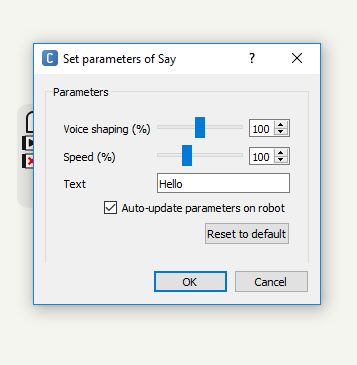 C Set parameters of Say ?
Parameters
Voice shaping (%) 100
Speed (%) 100
Text Hello
Auto-update parameters on robot
Reset to default
OK Cancel